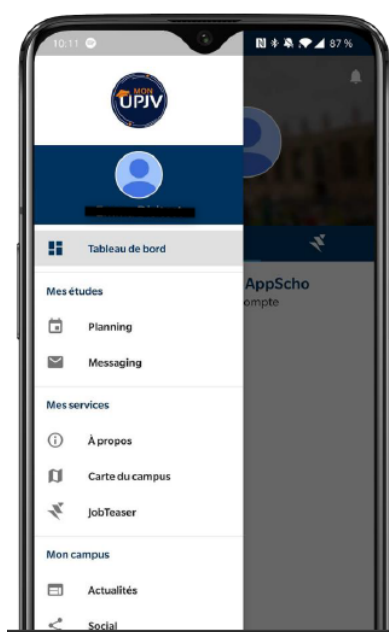 10:11
87 %
MON
UPJV
Tableau de bord
Mes études
AppScho
ompte
Planning
Messaging
Mes services
À propos
Carte du campus
JobTeaser
Mon campus
Actualités
Social